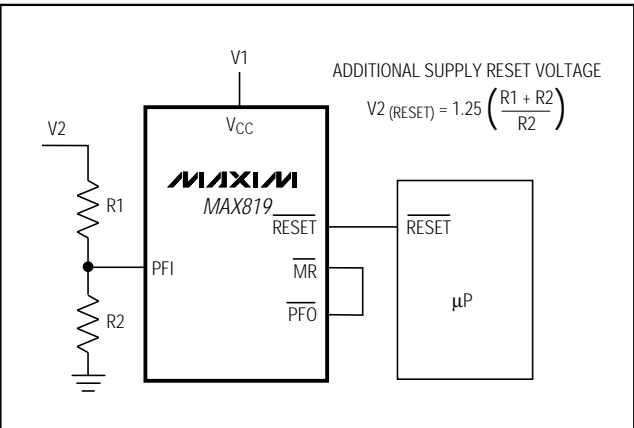 V1
ADDITIONAL SUPPLY RESET VOLTAGE
V2 (RESET) = 1.25 ( R1 + R2 / R2 )
V2
VCC
MAXIM
MAX819
R1
RESET
RESET
PFI
MR
R2
PFO
µP